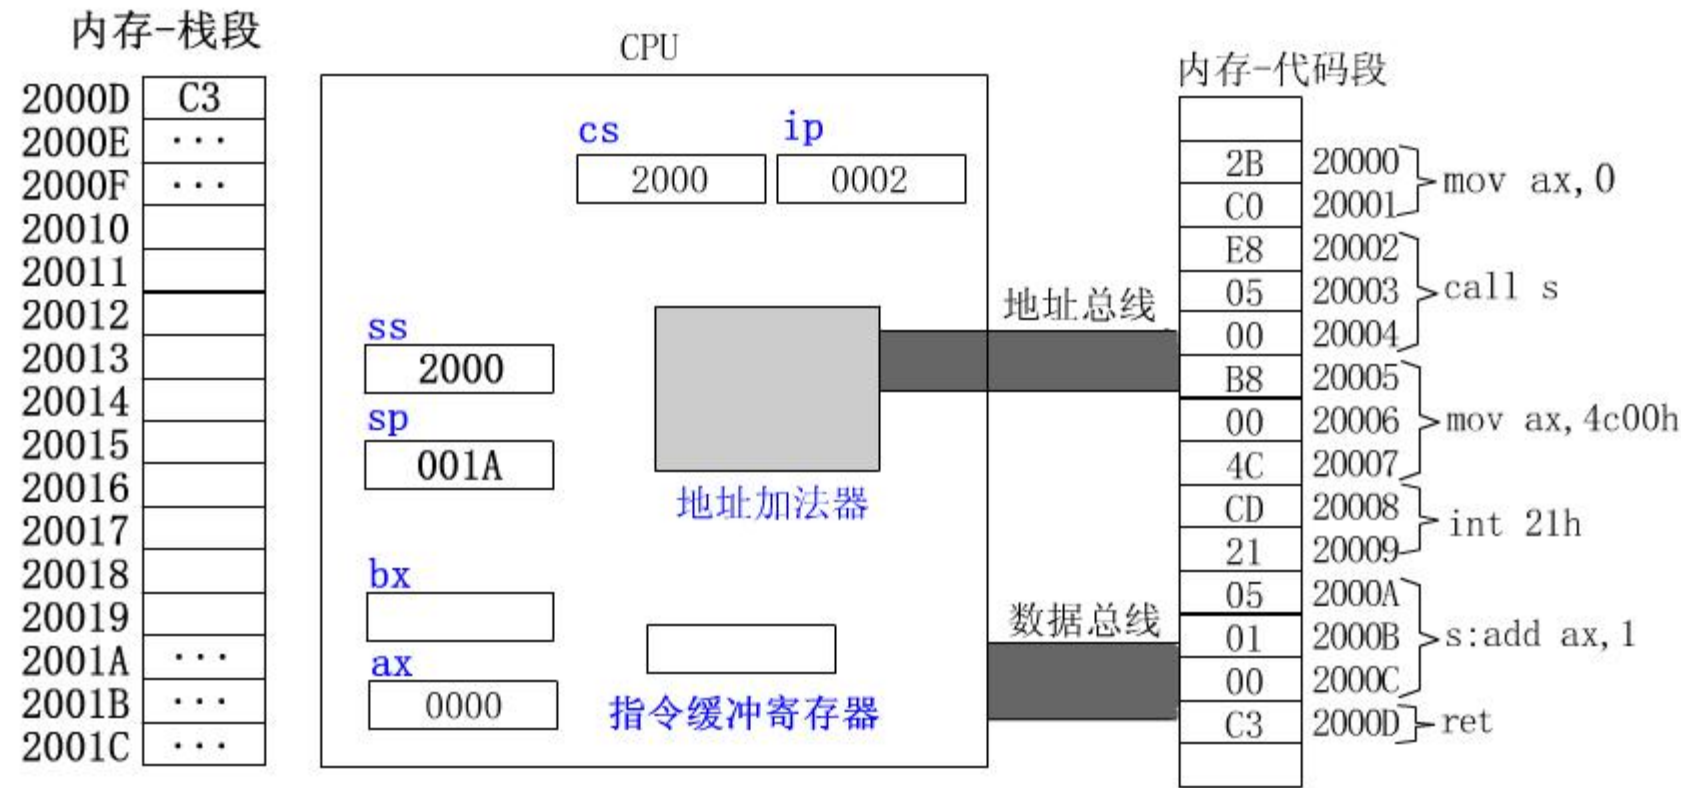 内存-栈段
2000D C3
2000E ...
2000F ...
20010
20011
20012
20013
20014
20015
20016
20017
20018
20019
2001A ...
2001B ...
2001C ...
CPU
cs ip
2000 0002
ss
2000
sp
001A
bx
ax
0000
地址加法器
指令缓冲寄存器
地址总线
数据总线
内存-代码段
2B 20000 mov ax,0
C0 20001
E8 20002
05 20003 call s
00 20004
B8 20005
00 20006 mov ax,4c00h
4C 20007
CD 20008 int 21h
21 20009
05 2000A
01 2000B s:add ax,1
00 2000C
C3 2000D ret